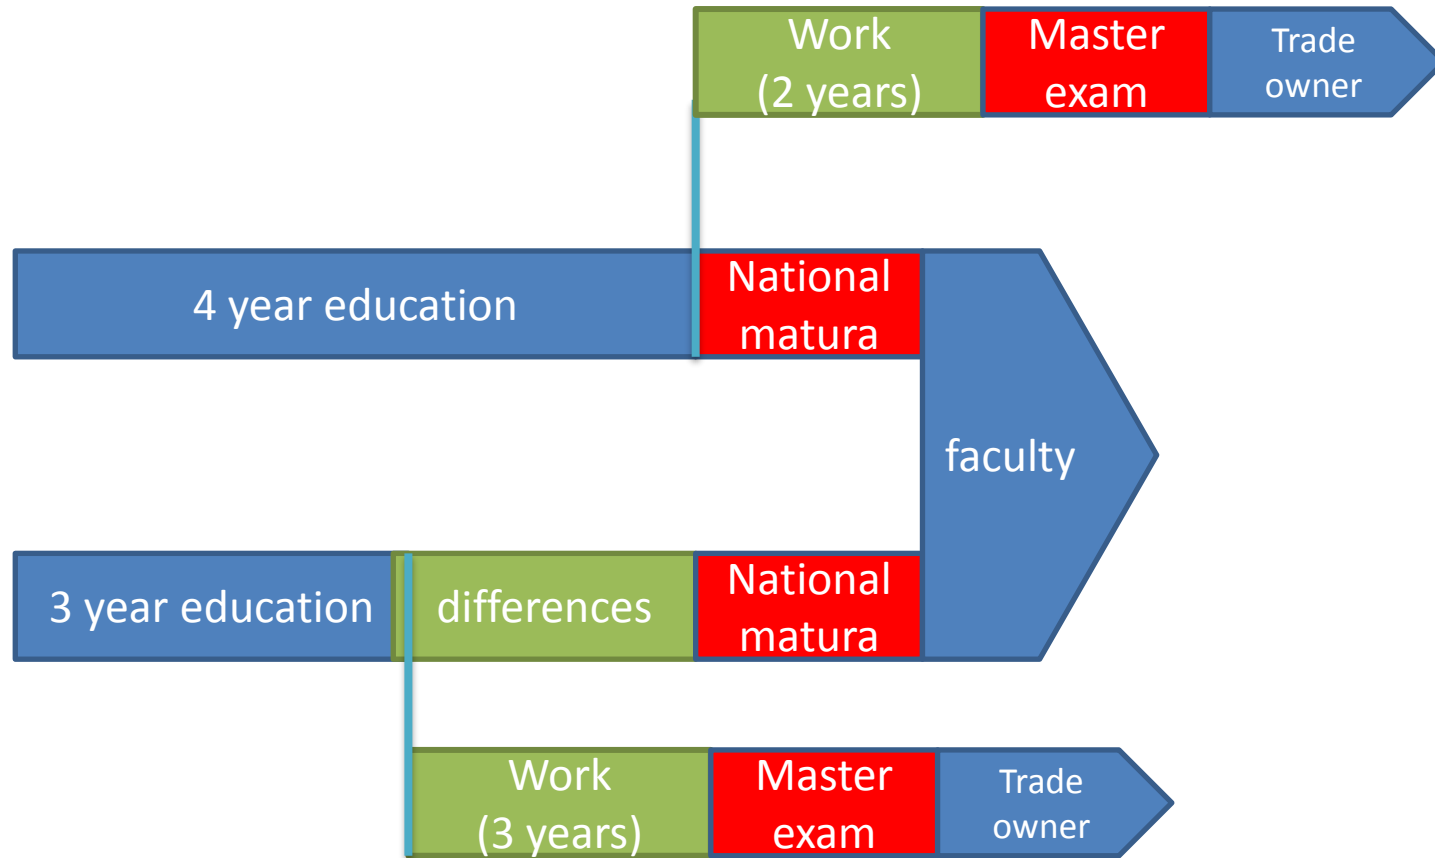 Work
(2 years)
Master
exam
Trade
owner
4 year education
National
matura
faculty
3 year education
differences
National
matura
Work
(3 years)
Master
exam
Trade
owner